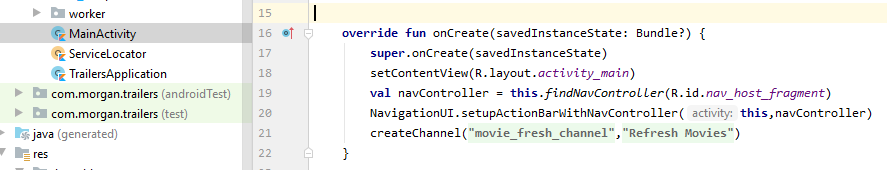 worker
MainActivity
ServiceLocator
TrailersApplication
com.morgan.trailers (androidTest)
com.morgan.trailers (test)
java (generated)
res
15
16 override fun onCreate(savedInstanceState: Bundle?) {
17 super.onCreate(savedInstanceState)
18 setContentView(R.layout.activity_main)
19 val navController = this.findNavController(R.id.nav_host_fragment)
20 NavigationUI.setupActionBarWithNavController( activity: this,navController)
21 createChannel("movie_fresh_channel","Refresh Movies")
22 }